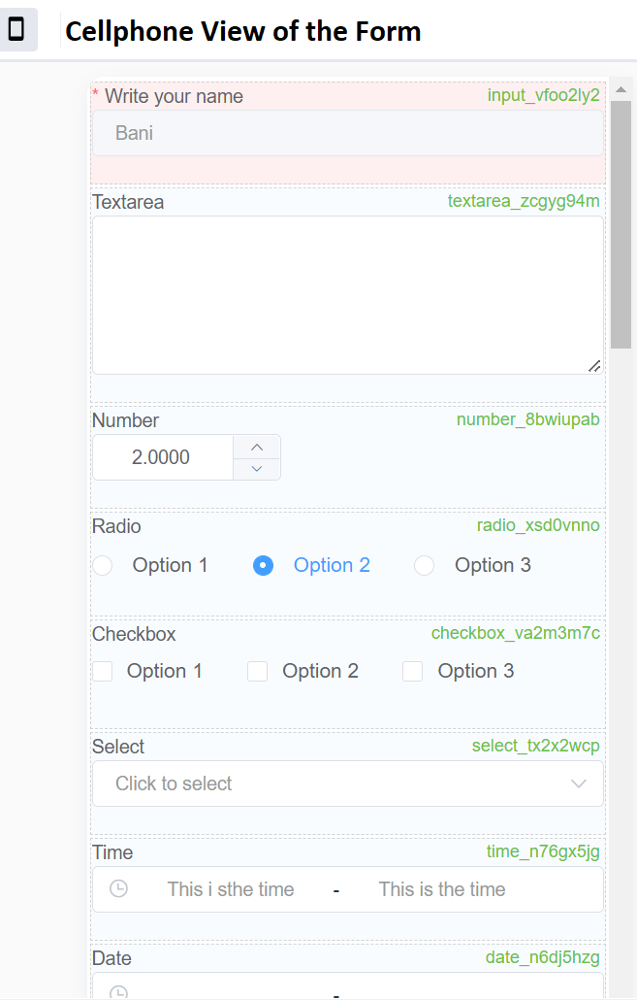 Cellphone View of the Form
* Write your name input_vfoo2ly2
Bani
Textarea textarea_zcgyg94m
Number number_8bwiupab
2.0000
Radio radio_xsd0vnno
Option 1 Option 2 Option 3
Checkbox checkbox_va2m3m7c
Option 1 Option 2 Option 3
Select select_tx2x2wcp
Click to select
Time time_n76gx5jg
This i sthe time - This is the time
Date date_n6dj5hzg
-